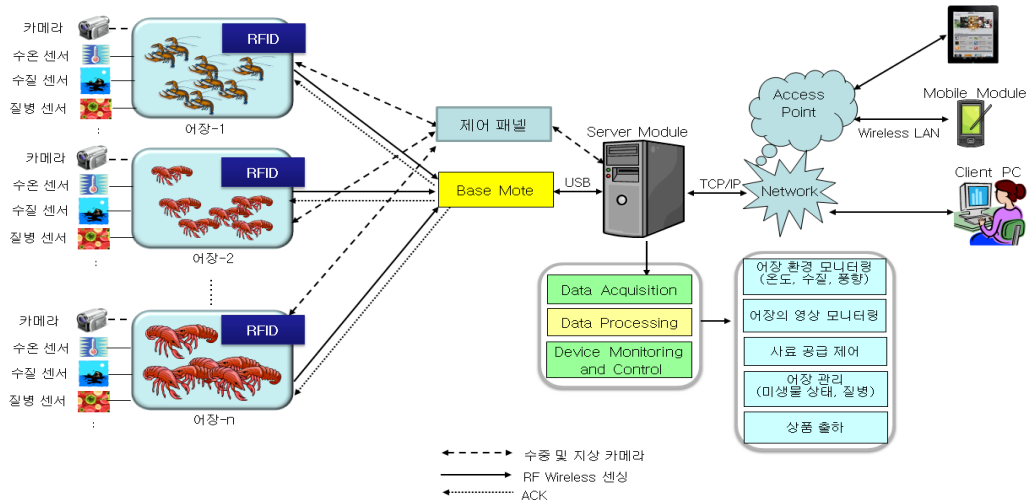 카메라
수온 센서
수질 센서
질병 센서
:
RFID
어장-1
카메라
수온 센서
수질 센서
질병 센서
:
RFID
어장-2
카메라
수온 센서
수질 센서
질병 센서
:
RFID
어장-n
제어 패널
Base Mote
USB
Server Module
TCP/IP
Access
Point
Network
Wireless LAN
Mobile Module
Client PC
Data Acquisition
Data Processing
Device Monitoring
and Control
어장 환경 모니터링
(온도, 수질, 풍향)
어장의 영상 모니터링
사료 공급 제어
어장 관리
(미생물 상태, 질병)
상품 출하
수중 및 지상 카메라
RF Wireless 센싱
ACK